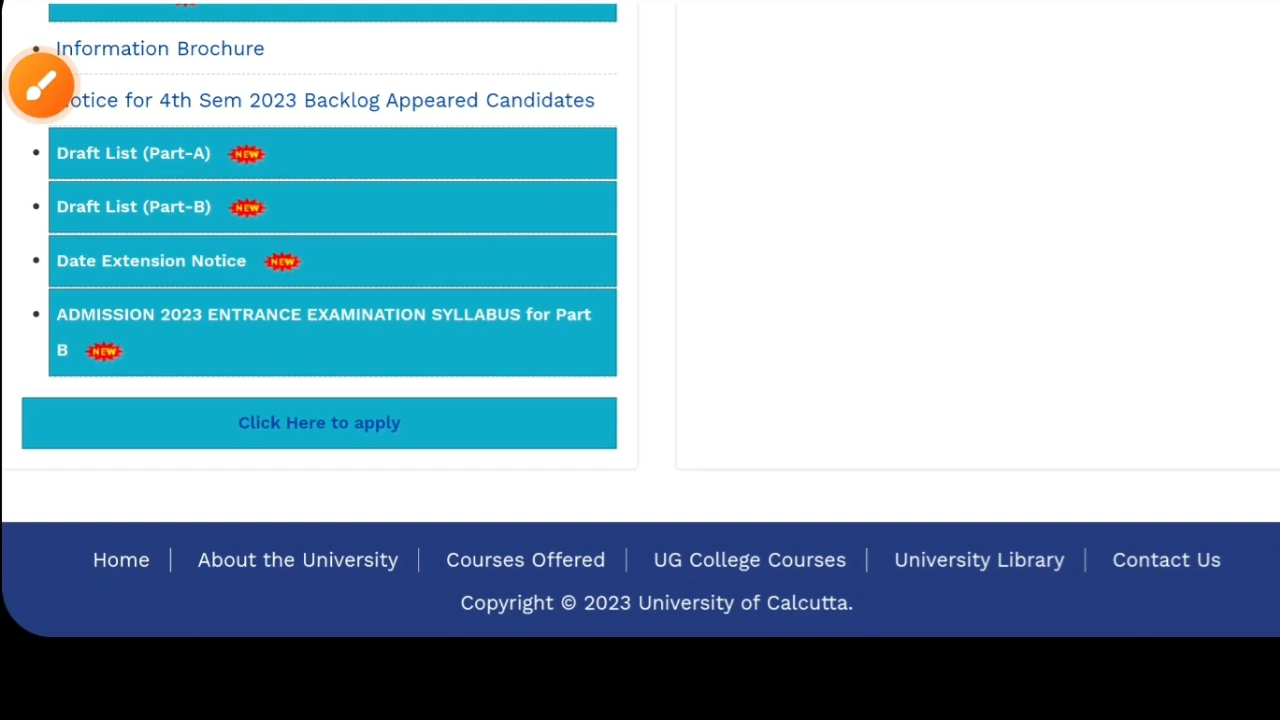 Information Brochure
otice for 4th Sem 2023 Backlog Appeared Candidates
Draft List (Part-A) NEW
Draft List (Part-B) NEW
Date Extension Notice NEW
ADMISSION 2023 ENTRANCE EXAMINATION SYLLABUS for Part
B NEW
Click Here to apply
Home | About the University | Courses Offered | UG College Courses | University Library | Contact Us
Copyright © 2023 University of Calcutta.